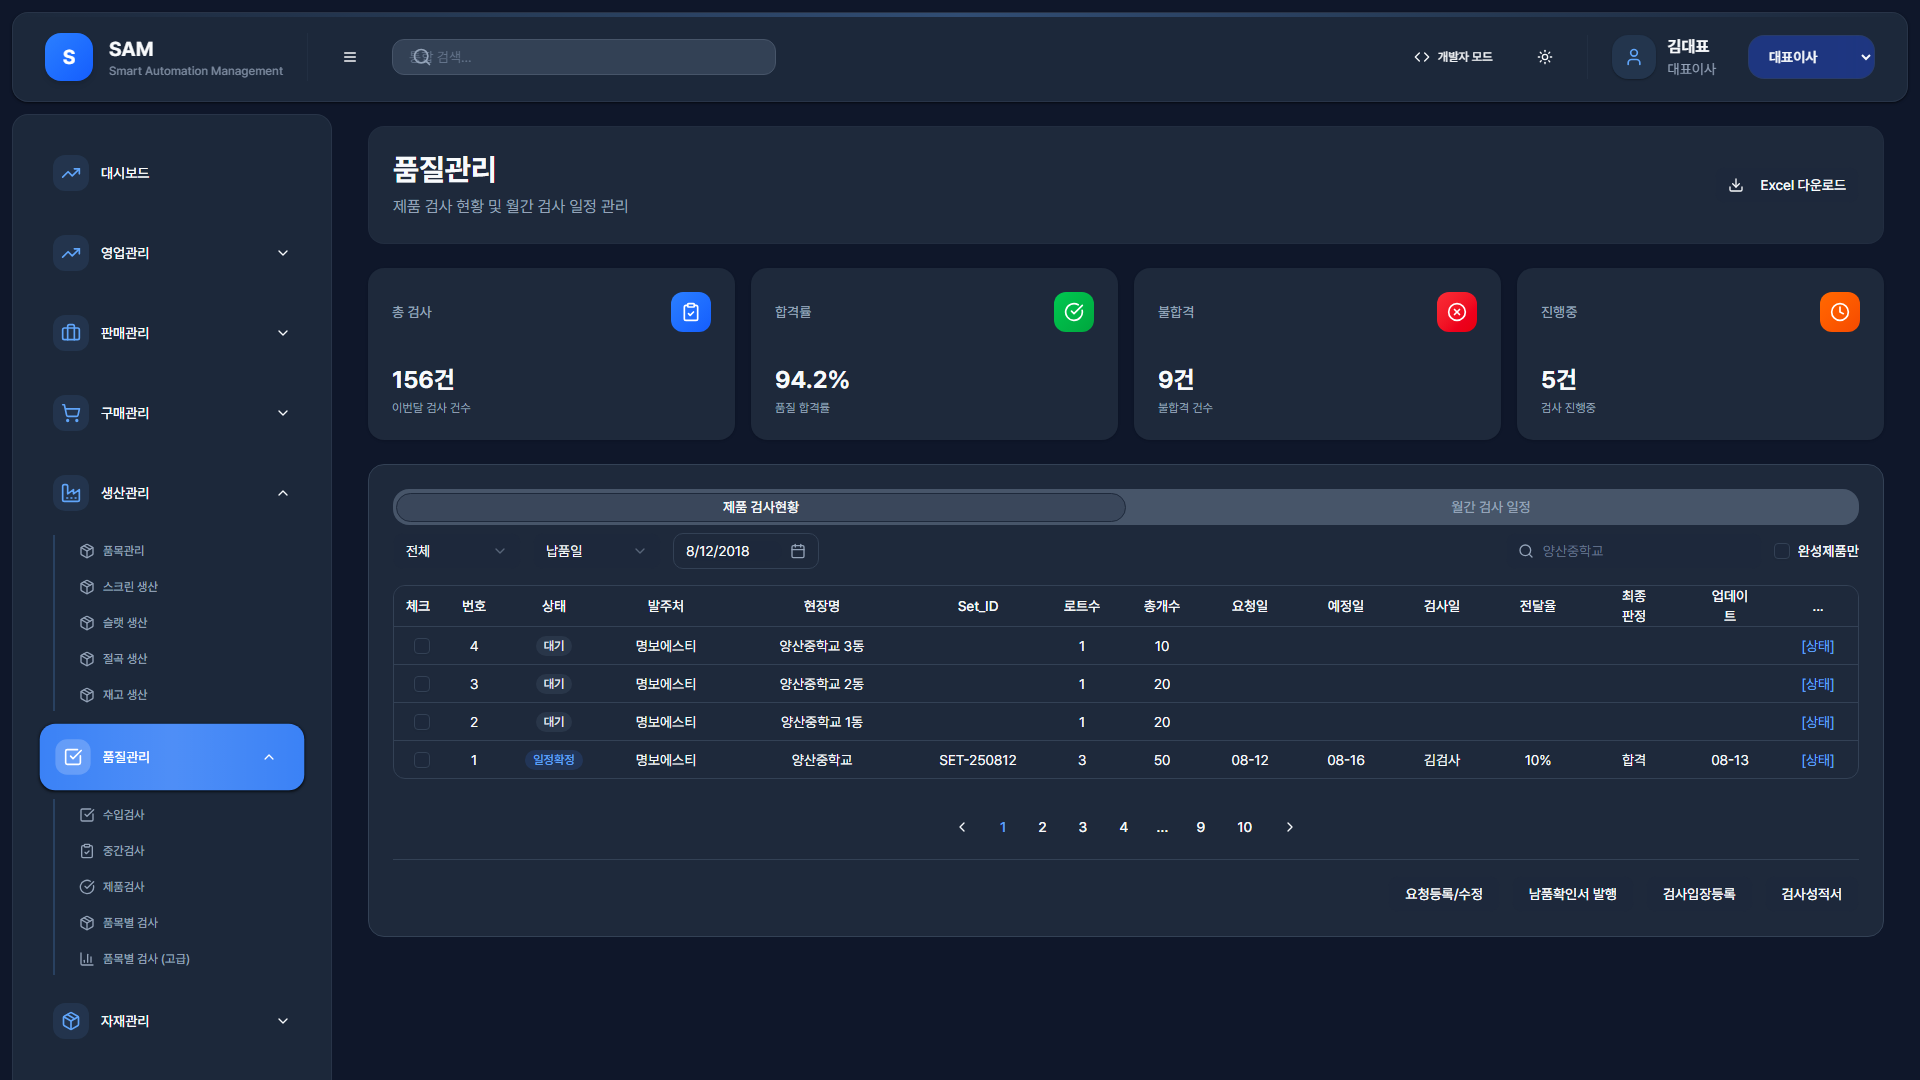 S
SAM
Smart Automation Management
통합 검색...
개발자 모드
김대표
대표이사
대표이사
대시보드
영업관리
판매관리
구매관리
생산관리
품목관리
스크린 생산
슬랫 생산
절곡 생산
재고 생산
품질관리
수입검사
중간검사
제품검사
품목별 검사
품목별 검사 (고급)
자재관리
품질관리
제품 검사 현황 및 월간 검사 일정 관리
Excel 다운로드
총 검사
156건
이번달 검사 건수
합격률
94.2%
품질 합격률
불합격
9건
불합격 건수
진행중
5건
검사 진행중
제품 검사현황
월간 검사 일정
전체
납품일
8/12/2018
양산중학교
완성제품만
체크 번호 상태 발주처 현장명 Set_ID 로트수 총개수 요청일 예정일 검사일 전달율 최종 판정 업데이트 ...
4 대기 명보에스티 양산중학교 3동 1 10 [상태]
3 대기 명보에스티 양산중학교 2동 1 20 [상태]
2 대기 명보에스티 양산중학교 1동 1 20 [상태]
1 일정확정 명보에스티 양산중학교 SET-250812 3 50 08-12 08-16 김검사 10% 합격 08-13 [상태]
1 2 3 4 ... 9 10
요청등록/수정 납품확인서 발행 검사입장등록 검사성적서